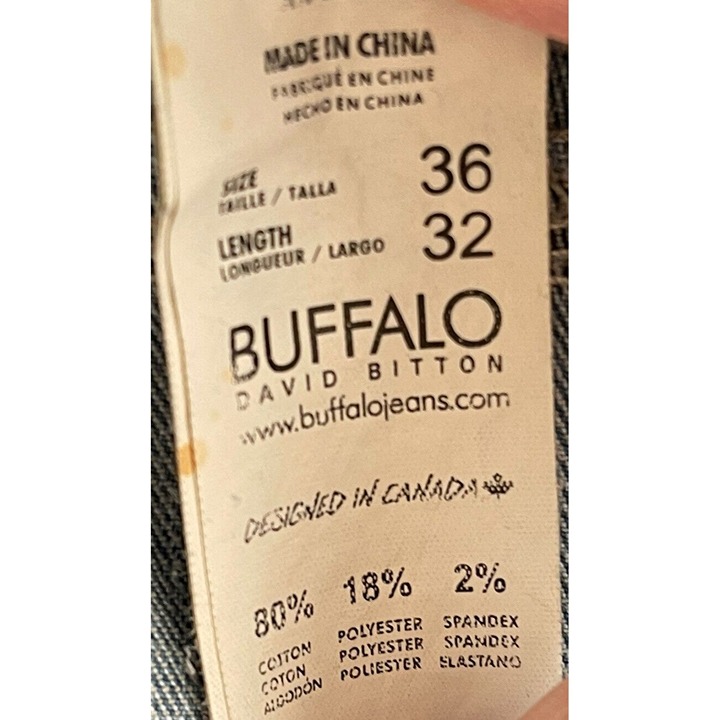 MADE IN CHINA
FABRIQUÉ EN CHINE
HECHO EN CHINA
SIZE 36
TAILLE / TALLA
LENGTH 32
LONGUEUR / LARGO
BUFFALO
DAVID BITTON
www.buffalojeans.com
DESIGNED IN CANADA
80% 18% 2%
COTTON POLYESTER SPANDEX
COTON POLYESTER SPANDEX
ALGODÓN POLIESTER ELASTANO